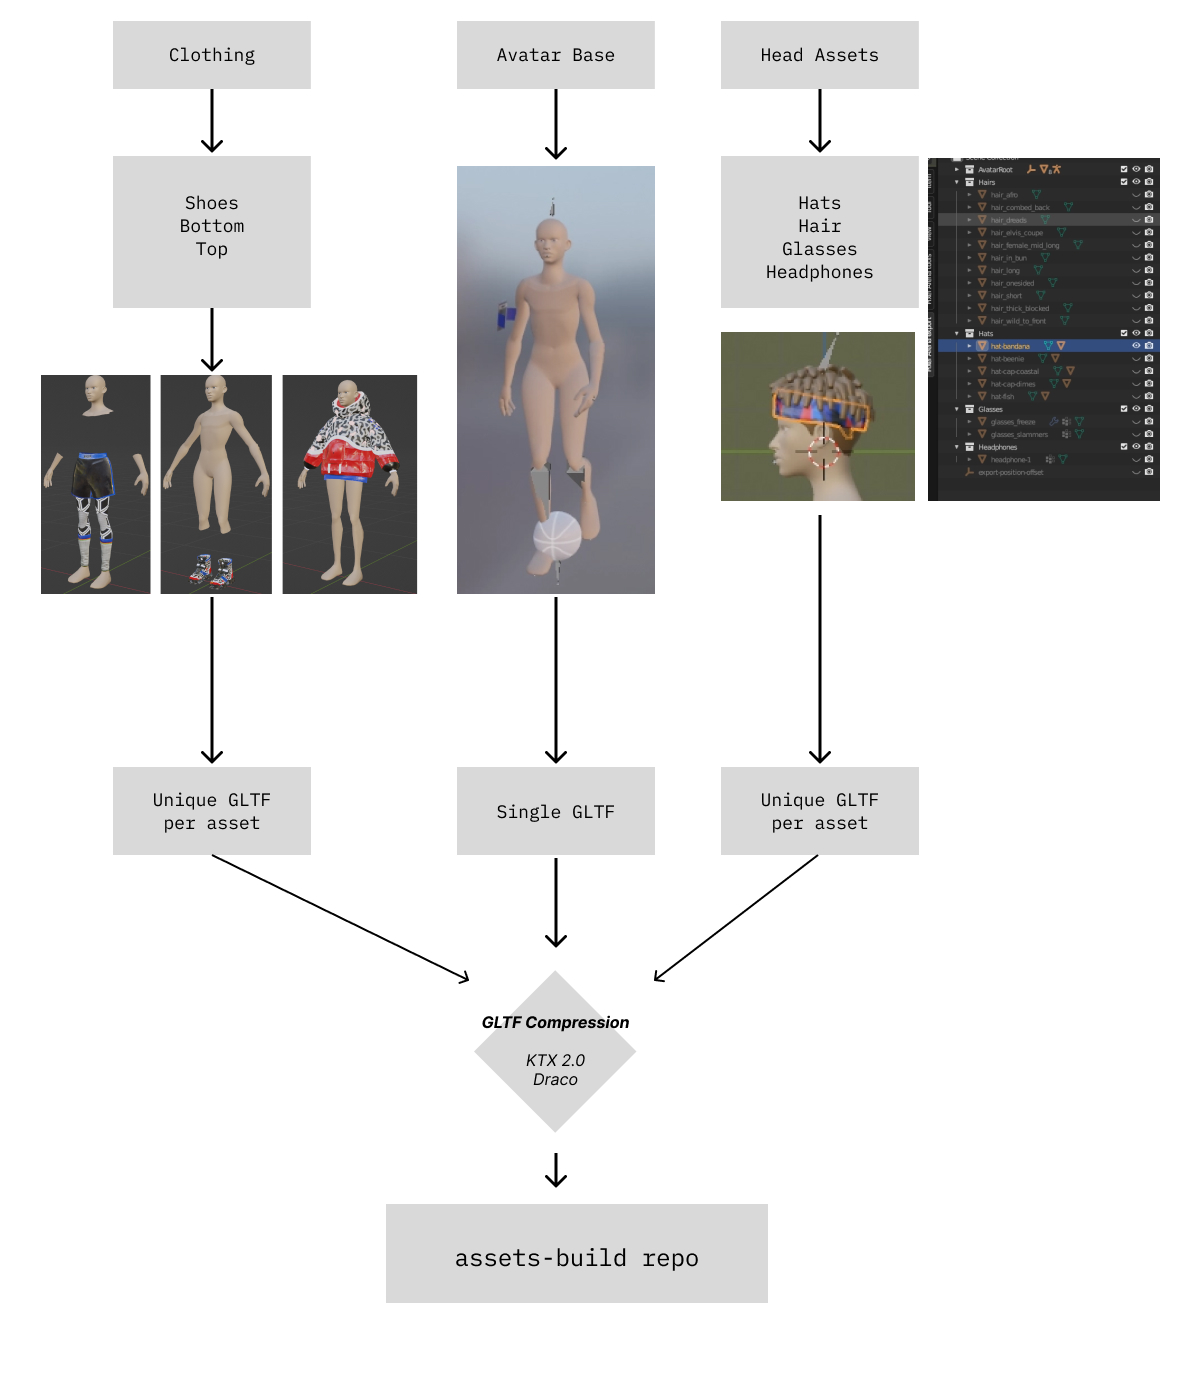 Clothing
Avatar Base
Head Assets
Shoes
Bottom
Top
Hats
Hair
Glasses
Headphones
Scene Collection
AvatarRoot
Hairs
hair_afro
hair_combed_back
hair_dreads
hair_elvis_coupe
hair_female_mid_long
hair_in_bun
hair_long
hair_onesided
hair_short
hair_thick_blocked
hair_wild_to_front
Hats
hat-bandana
hat-beenie
hat-cap-coastal
hat-cap-dimes
hat-fish
Glasses
glasses_freeze
glasses_slammers
Headphones
headphone-1
export-position-offset
Unique GLTF
per asset
Single GLTF
Unique GLTF
per asset
GLTF Compression
KTX 2.0
Draco
assets-build repo